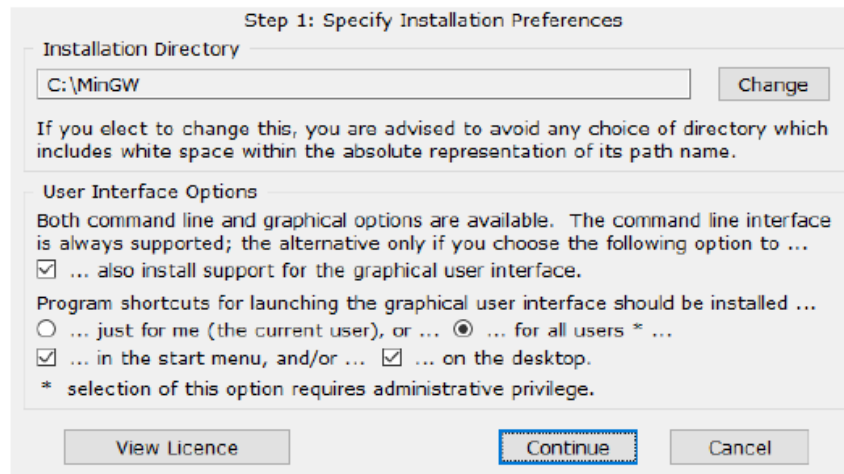 Step 1: Specify Installation Preferences
Installation Directory
C:\MinGW Change
If you elect to change this, you are advised to avoid any choice of directory which
includes white space within the absolute representation of its path name.
User Interface Options
Both command line and graphical options are available. The command line interface
is always supported; the alternative only if you choose the following option to ...
... also install support for the graphical user interface.
Program shortcuts for launching the graphical user interface should be installed ...
... just for me (the current user), or ... ... for all users * ...
... in the start menu, and/or ... ... on the desktop.
* selection of this option requires administrative privilege.
View Licence Continue Cancel